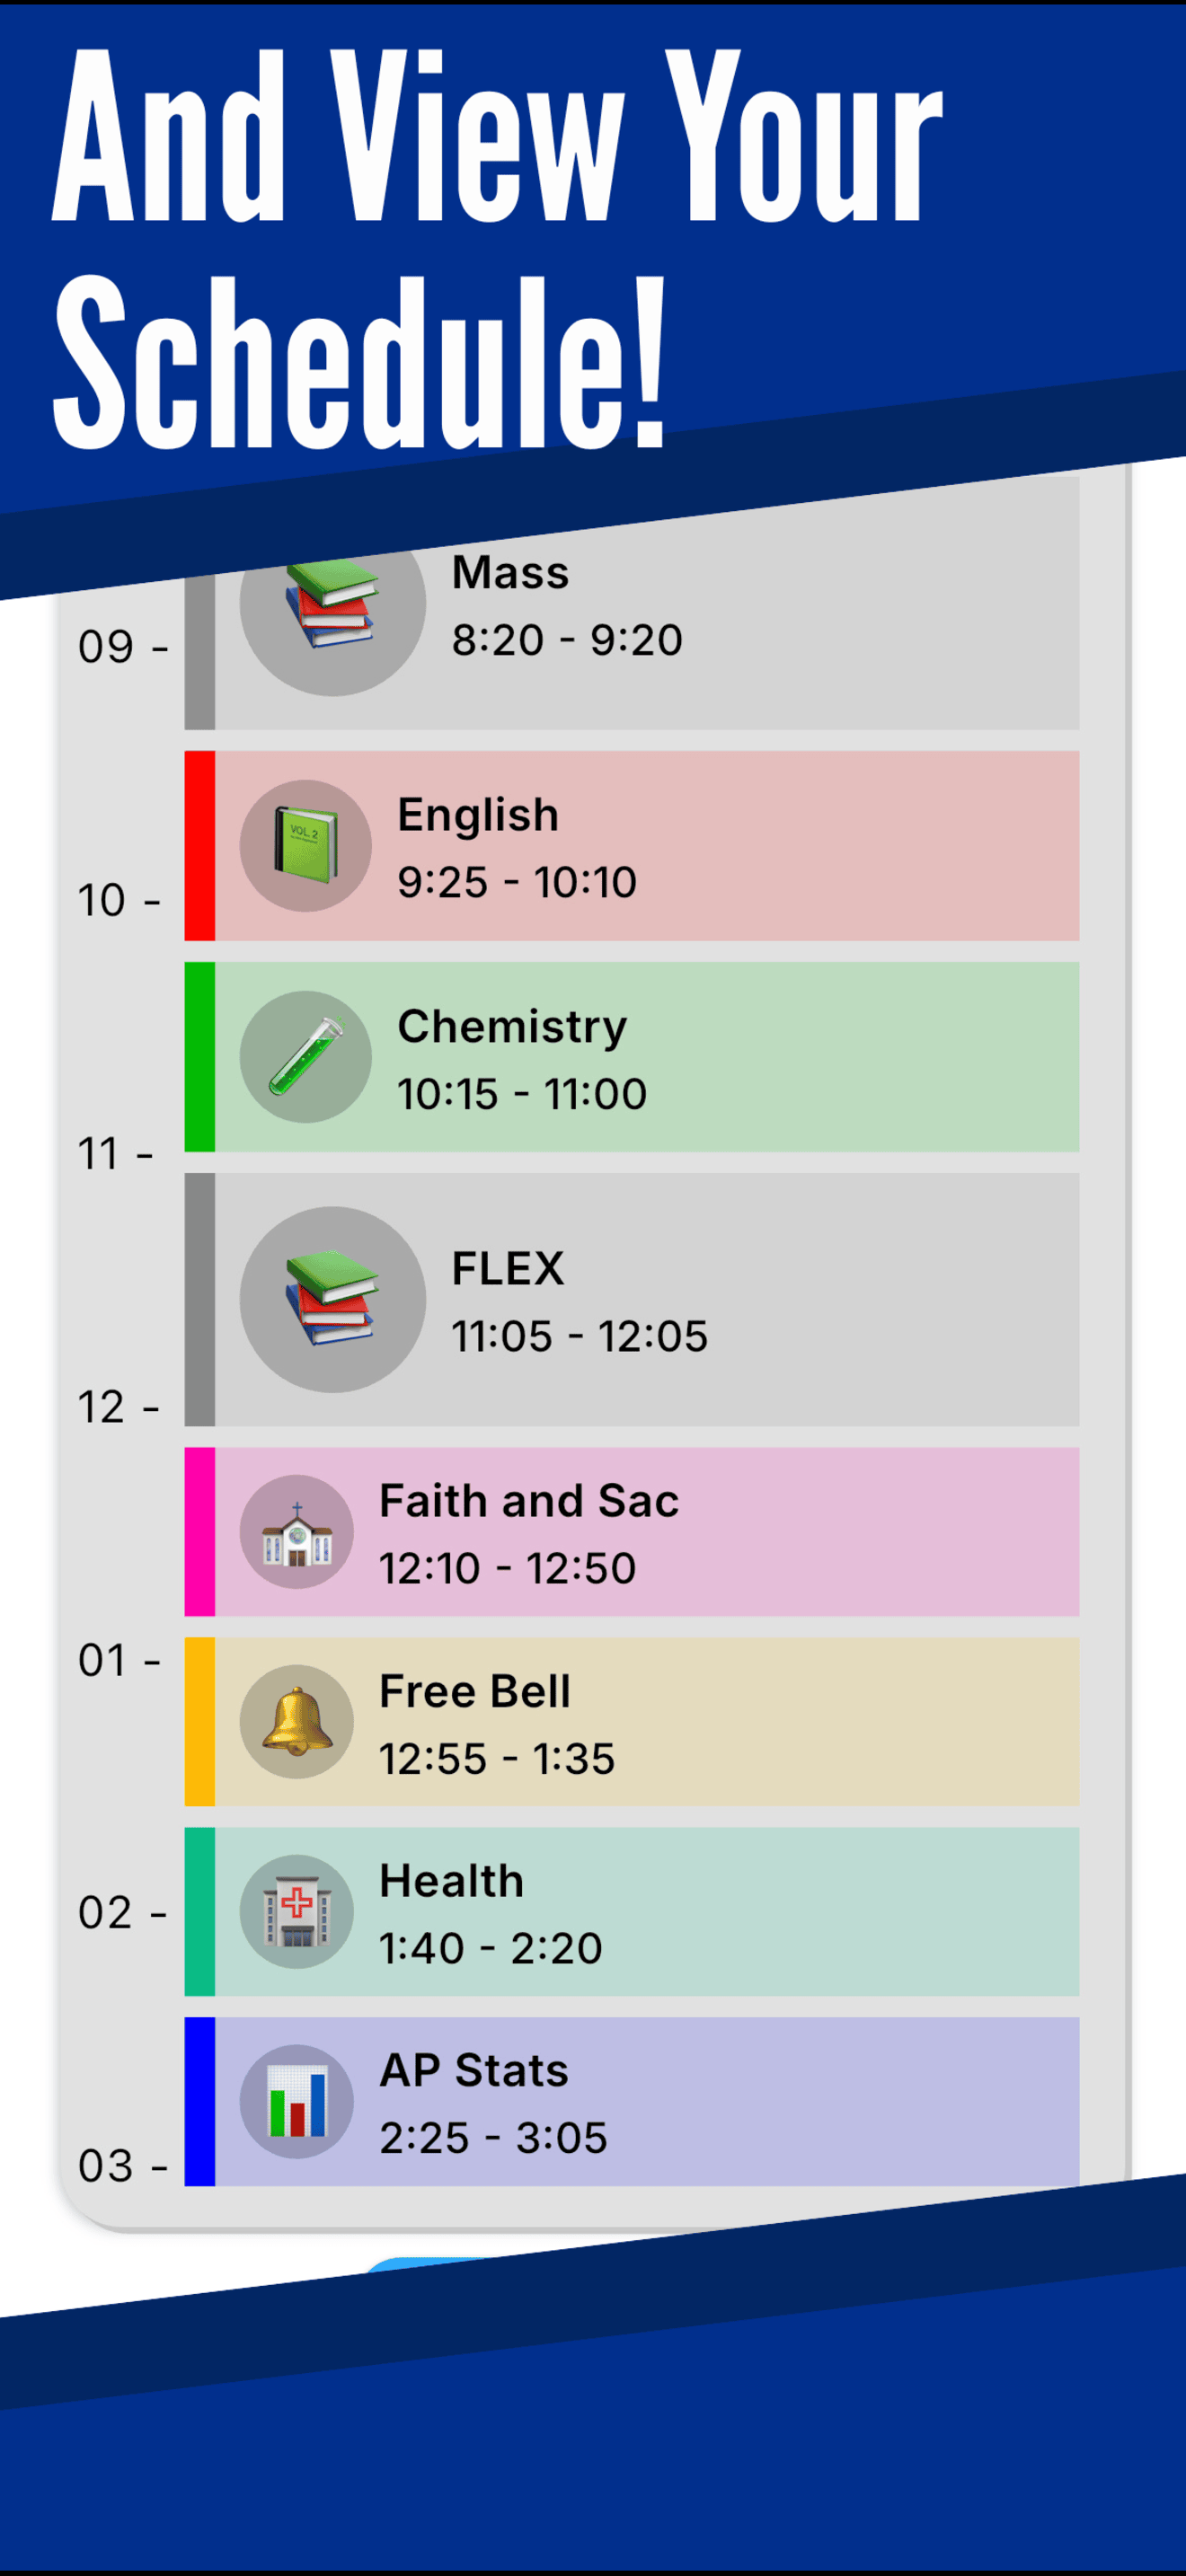 And View Your
Schedule!
Mass
8:20 - 9:20
09 -
English
9:25 - 10:10
10 -
VOL. 2
Chemistry
10:15 - 11:00
11 -
FLEX
11:05 - 12:05
12 -
Faith and Sac
12:10 - 12:50
01 -
Free Bell
12:55 - 1:35
Health
1:40 - 2:20
02 -
AP Stats
2:25 - 3:05
03 -